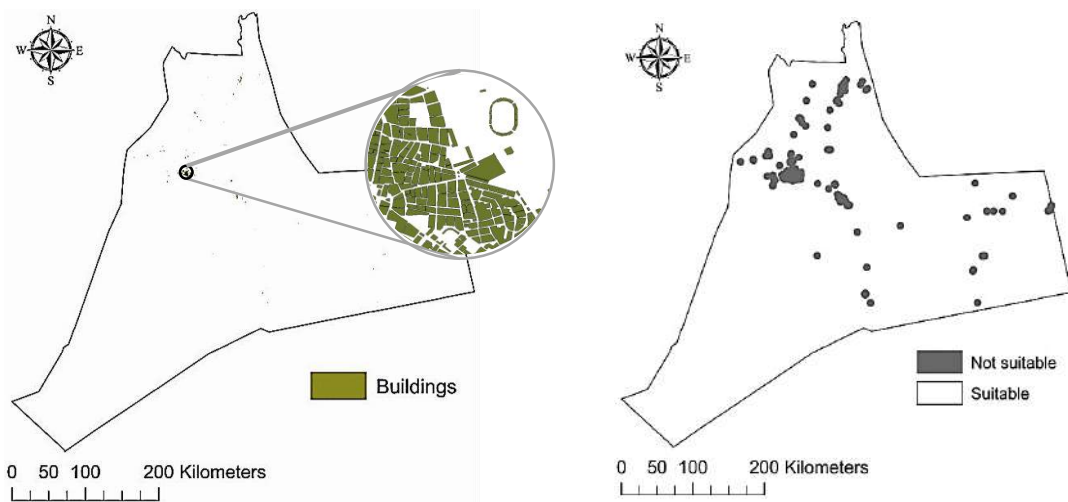 N
W E
S
Buildings
0 50 100 200 Kilometers
N
W E
S
Not suitable
Suitable
0 50 100 200 Kilometers